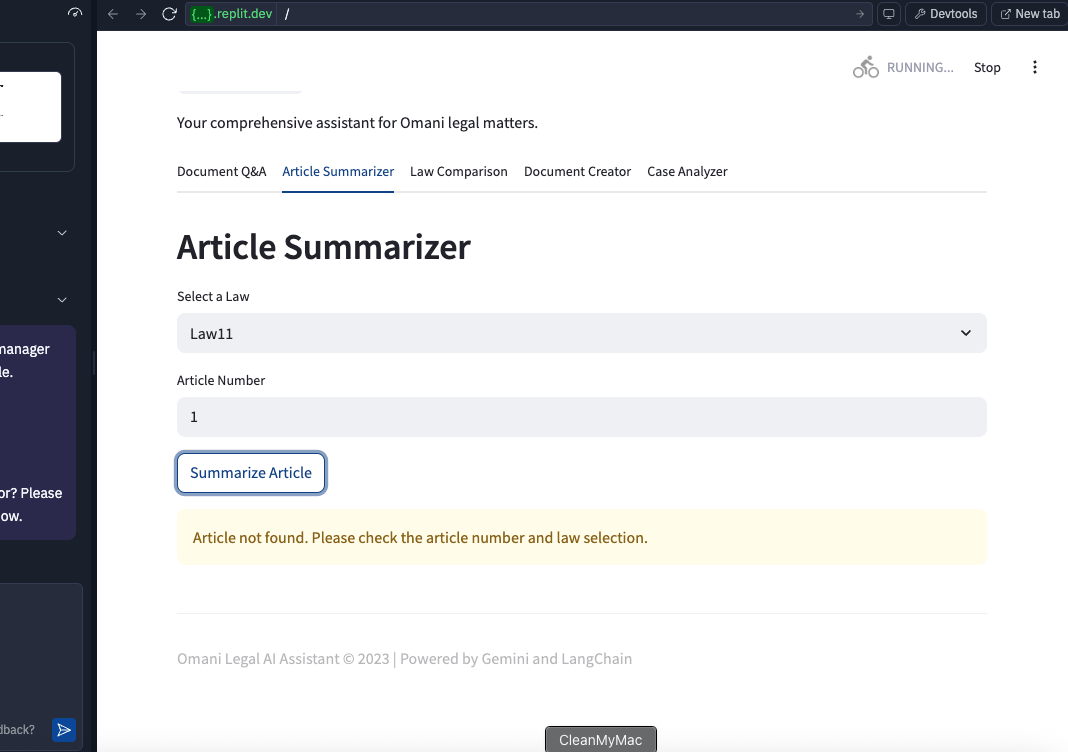 {...}.replit.dev /
Devtools
New tab
RUNNING...
Stop
Your comprehensive assistant for Omani legal matters.
Document Q&A Article Summarizer Law Comparison Document Creator Case Analyzer
Article Summarizer
Select a Law
Law11
Article Number
1
Summarize Article
Article not found. Please check the article number and law selection.
Omani Legal AI Assistant © 2023 | Powered by Gemini and LangChain
CleanMyMac
manager
le.
or? Please
ow.
dback?